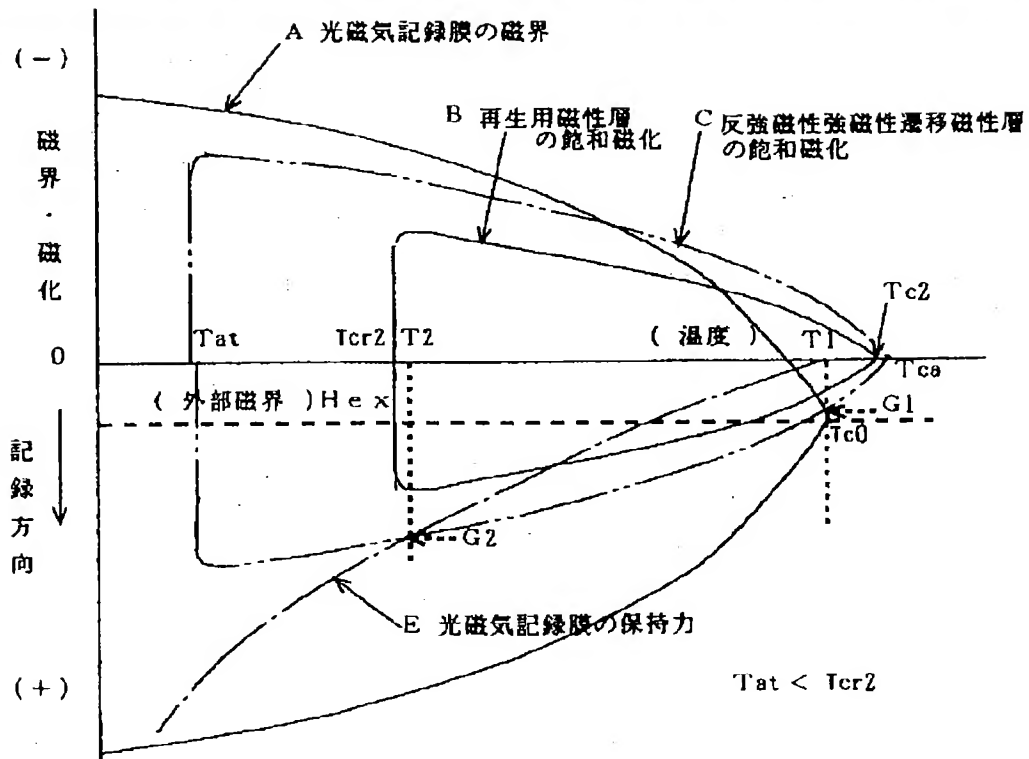 (－)
A 光磁気記録膜の磁界
B 再生用磁性層
の飽和磁化
C 反強磁性強磁性遷移磁性層
の飽和磁化
磁界・磁化
Tc2
Tat
Tcr2
T2
(温度)
T1
0
Tca
(外部磁界)Hex
G1
Tc0
記録方向
G2
E 光磁気記録膜の保持力
(＋)
Tat < Tcr2